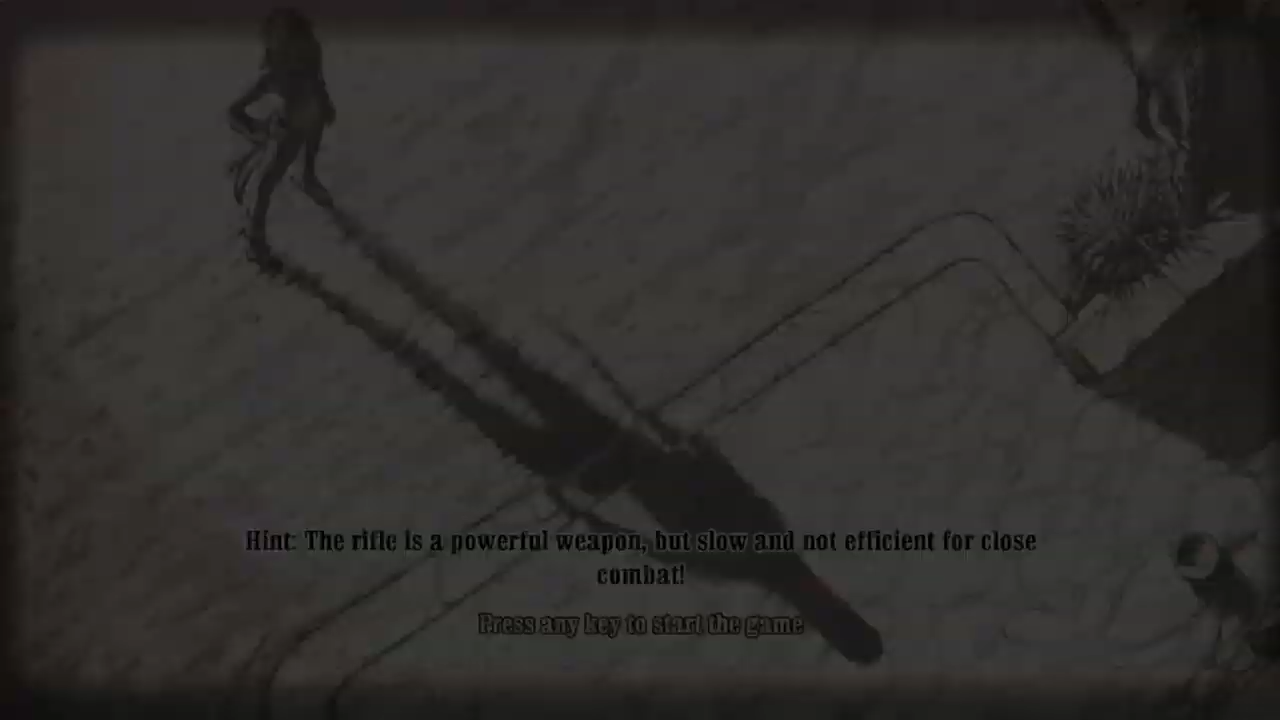 Hint: The rifle is a powerful weapon, but slow and not efficient for close
combat!
Press any key to start the game